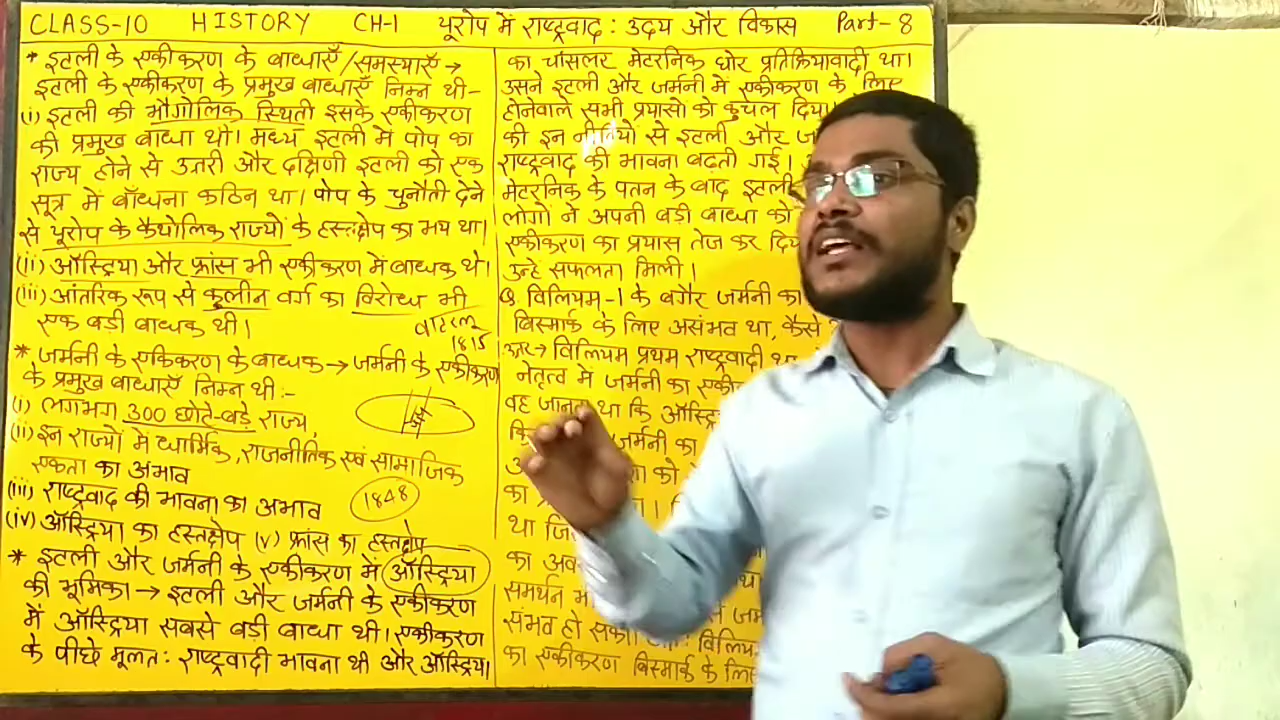 CLASS-10 HISTORY CH-1 यूरोप में राष्ट्रवाद : उदय और विकास Part-8
* इटली के एकीकरण के बाधाएँ/समस्याएँ →
इटली के एकीकरण के प्रमुख बाधाएँ निम्न थी-
(i) इटली की भौगोलिक स्थिती इसके एकीकरण
की प्रमुख बाधा थी। मध्य इटली में पोप का
राज्य होने से उत्तरी और दक्षिणी इटली को एक
सूत्र में बाँधना कठिन था। पोप के चुनौती देने
से यूरोप के कैथोलिक राज्यों के हस्तक्षेप का भय था।
(ii) ऑस्ट्रिया और फ्रांस भी एकीकरण में बाधक थे।
(iii) आंतरिक रूप से कुलीन वर्ग का विरोध भी
एक बड़ी बाधक थी।
वाटरलू
1815
* जर्मनी के एकिकरण के बाधक → जर्मनी के एकीकरण
के प्रमुख बाधाएँ निम्न थी:-
(i) लगभग 300 छोटे-बड़े राज्य,
(ii) इन राज्यों में धार्मिक, राजनीतिक एवं सामाजिक
एकता का अभाव
(iii) राष्ट्रवाद की भावना का अभाव
1848
(iv) ऑस्ट्रिया का हस्तक्षेप (v) फ्रांस का हस्तक्षेप
* इटली और जर्मनी के एकीकरण में ऑस्ट्रिया
की भूमिका → इटली और जर्मनी के एकीकरण
में ऑस्ट्रिया सबसे बड़ी बाधा थी। एकीकरण
के पीछे मूलत: राष्ट्रवादी भावना थी और ऑस्ट्रिया
का चांसलर मेटरनिक घोर प्रतिक्रियावादी था।
उसने इटली और जर्मनी में एकीकरण के लिए
होनेवाले सभी प्रयासों को कुचल दिया।
की इन नीतियों से इटली और
राष्ट्रवाद की भावना बढ़ती गई।
मेटरनिक के पतन के बाद इटली
लोगों ने अपनी बड़ी बाधा को
एकीकरण का प्रयास तेज कर
उन्हें सफलता मिली।
Q. विलियम-1 के बगैर जर्मनी का
बिस्मार्क के लिए असंभव था, कैसे
उत्तर→ विलियम प्रथम राष्ट्रवादी
नेतृत्व में जर्मनी का
वह था कि
जर्मनी का
को
का
था
का
समर्थन
संभव हो
का एकीकरण बिस्मार्क के